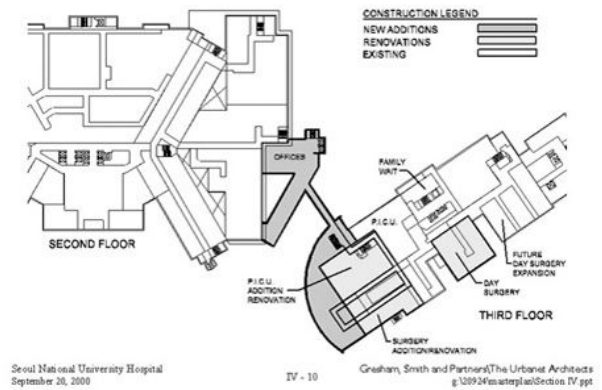 CONSTRUCTION LEGEND
NEW ADDITIONS
RENOVATIONS
EXISTING
OFFICES
FAMILY
WAIT
P.I.C.U.
SECOND FLOOR
P.I.C.U.
ADDITION
RENOVATION
FUTURE
DAY SURGERY
EXPANSION
DAY
SURGERY
THIRD FLOOR
SURGERY
ADDITION/RENOVATION
Seoul National University Hospital
September 20, 2000
IV - 10
Gresham, Smith and Partners\The Urbanet Architects
g:\20924\masterplan\Section IV.ppt